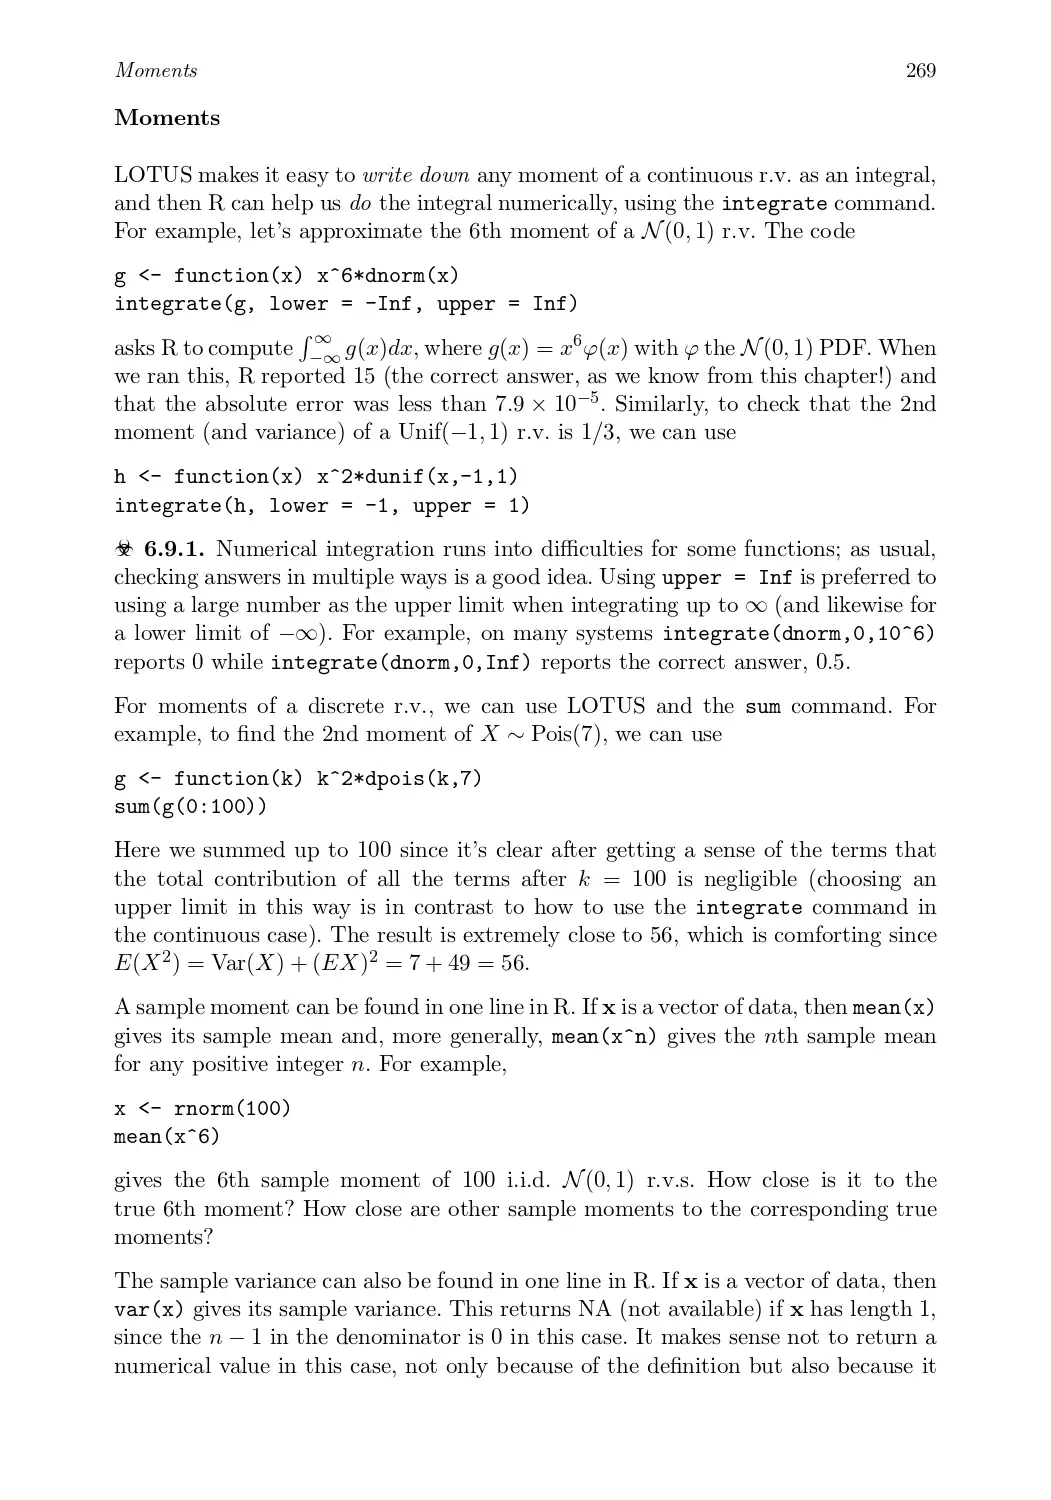 Moments 269
Moments
LOTUS makes it easy to write down any moment of a continuous r.v. as an integral,
and then R can help us do the integral numerically, using the integrate command.
For example, let's approximate the 6th moment of a 𝒩(0, 1) r.v. The code
g <- function(x) x^6*dnorm(x)
integrate(g, lower = -Inf, upper = Inf)
asks R to compute ∫_{−∞}^{∞} g(x)dx, where g(x) = x⁶φ(x) with φ the 𝒩(0, 1) PDF. When
we ran this, R reported 15 (the correct answer, as we know from this chapter!) and
that the absolute error was less than 7.9 × 10⁻⁵. Similarly, to check that the 2nd
moment (and variance) of a Unif(−1, 1) r.v. is 1/3, we can use
h <- function(x) x^2*dunif(x,-1,1)
integrate(h, lower = -1, upper = 1)
☣ 6.9.1. Numerical integration runs into difficulties for some functions; as usual,
checking answers in multiple ways is a good idea. Using upper = Inf is preferred to
using a large number as the upper limit when integrating up to ∞ (and likewise for
a lower limit of −∞). For example, on many systems integrate(dnorm,0,10^6)
reports 0 while integrate(dnorm,0,Inf) reports the correct answer, 0.5.
For moments of a discrete r.v., we can use LOTUS and the sum command. For
example, to find the 2nd moment of X ∼ Pois(7), we can use
g <- function(k) k^2*dpois(k,7)
sum(g(0:100))
Here we summed up to 100 since it's clear after getting a sense of the terms that
the total contribution of all the terms after k = 100 is negligible (choosing an
upper limit in this way is in contrast to how to use the integrate command in
the continuous case). The result is extremely close to 56, which is comforting since
E(X²) = Var(X) + (EX)² = 7 + 49 = 56.
A sample moment can be found in one line in R. If x is a vector of data, then mean(x)
gives its sample mean and, more generally, mean(x^n) gives the nth sample mean
for any positive integer n. For example,
x <- rnorm(100)
mean(x^6)
gives the 6th sample moment of 100 i.i.d. 𝒩(0, 1) r.v.s. How close is it to the
true 6th moment? How close are other sample moments to the corresponding true
moments?
The sample variance can also be found in one line in R. If x is a vector of data, then
var(x) gives its sample variance. This returns NA (not available) if x has length 1,
since the n − 1 in the denominator is 0 in this case. It makes sense not to return a
numerical value in this case, not only because of the definition but also because it